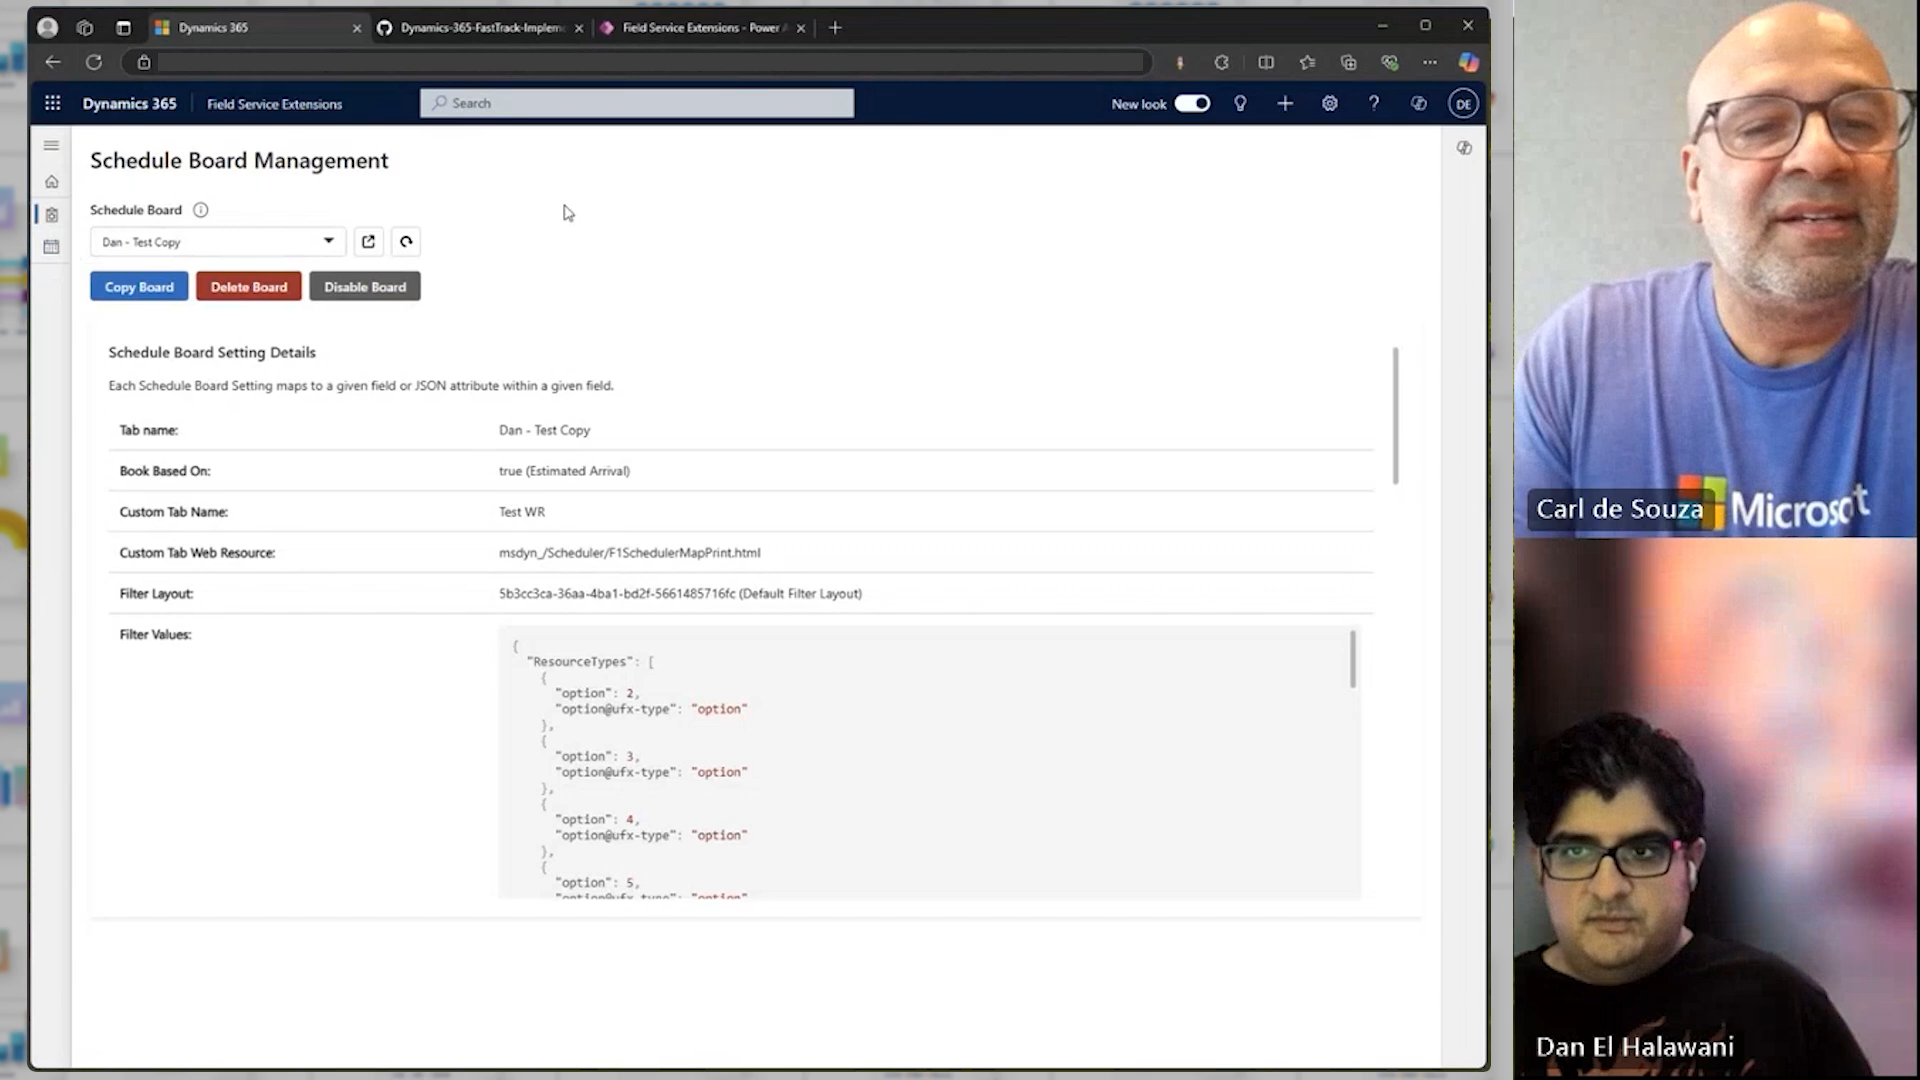 Dynamics 365
Dynamics-365-FastTrack-Implem
Field Service Extensions - Power A
Dynamics 365
Field Service Extensions
Search
New look
DE
Schedule Board Management
Schedule Board
Dan - Test Copy
Copy Board
Delete Board
Disable Board
Schedule Board Setting Details
Each Schedule Board Setting maps to a given field or JSON attribute within a given field.
Tab name: Dan - Test Copy
Book Based On: true (Estimated Arrival)
Custom Tab Name: Test WR
Custom Tab Web Resource: msdyn_/Scheduler/F1SchedulerMapPrint.html
Filter Layout: 5b3cc3ca-36aa-4ba1-bd2f-5661485716fc (Default Filter Layout)
Filter Values:
{
"ResourceTypes": [
{
"option": 2,
"option@ufx-type": "option"
},
{
"option": 3,
"option@ufx-type": "option"
},
{
"option": 4,
"option@ufx-type": "option"
},
{
"option": 5,
"option@ufx-type": "option"
Carl de Souza
Microsoft
Dan El Halawani